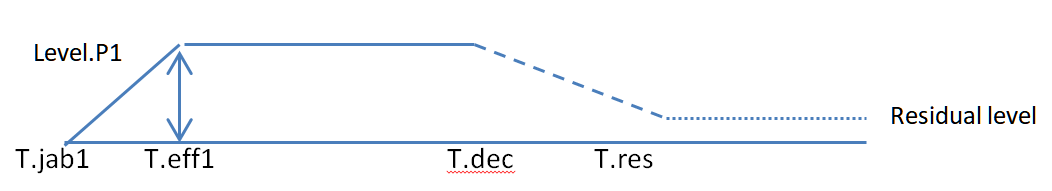 Level.P1
Residual level
T.jab1
T.eff1
T.dec
T.res